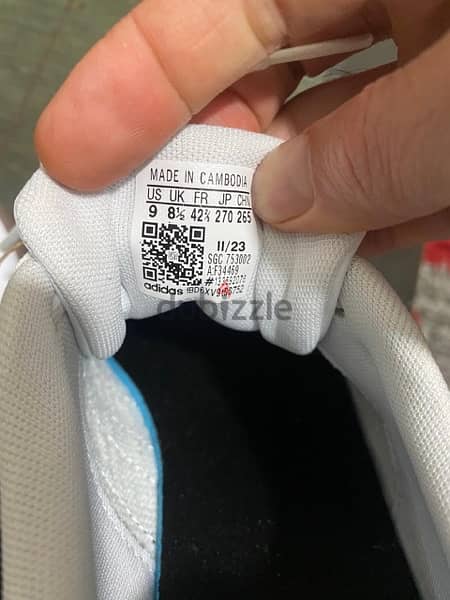 MADE IN CAMBODIA
US UK FR JP CHN
9 8½ 42⅔ 270 265
11/23
SGC 753002
A:F34469
adidas
dubizzle